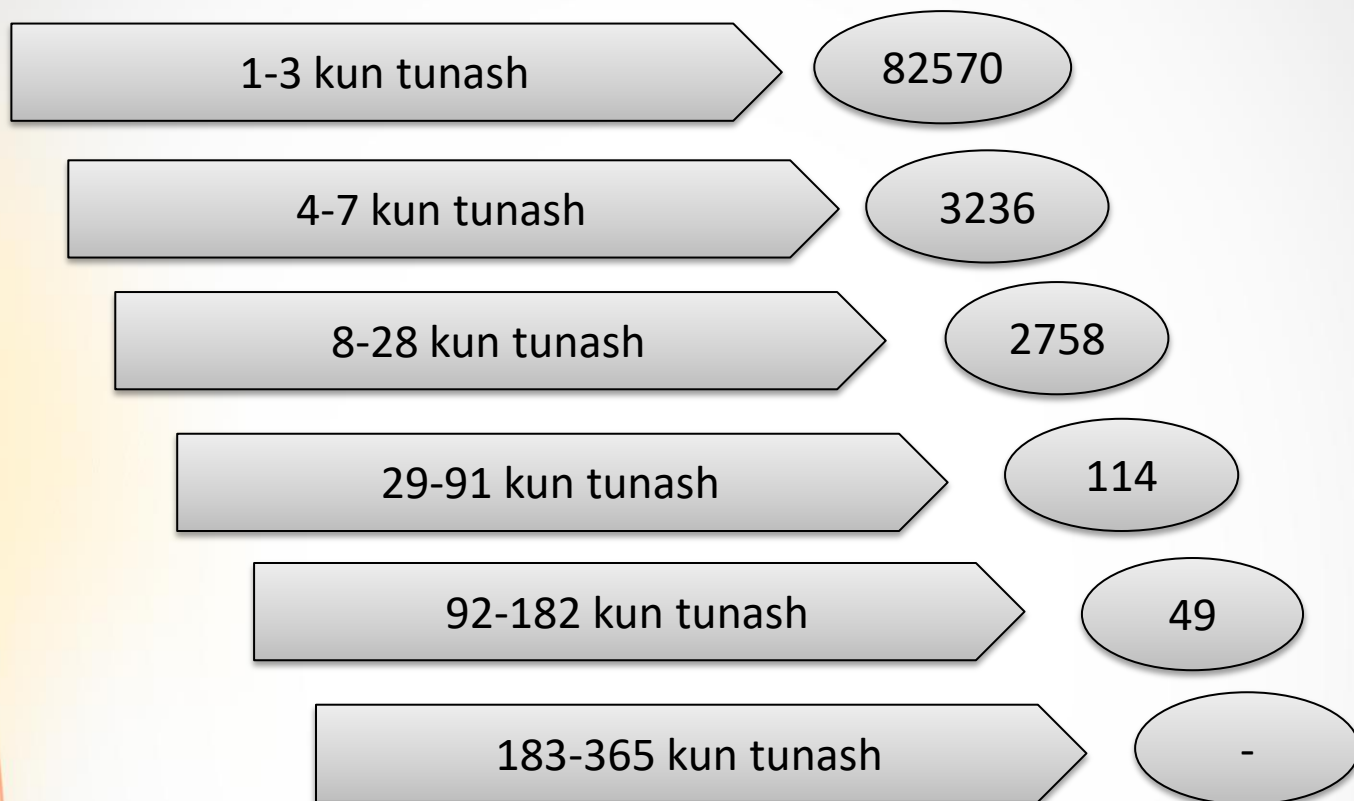 1-3 kun tunash 82570
4-7 kun tunash 3236
8-28 kun tunash 2758
29-91 kun tunash 114
92-182 kun tunash 49
183-365 kun tunash -